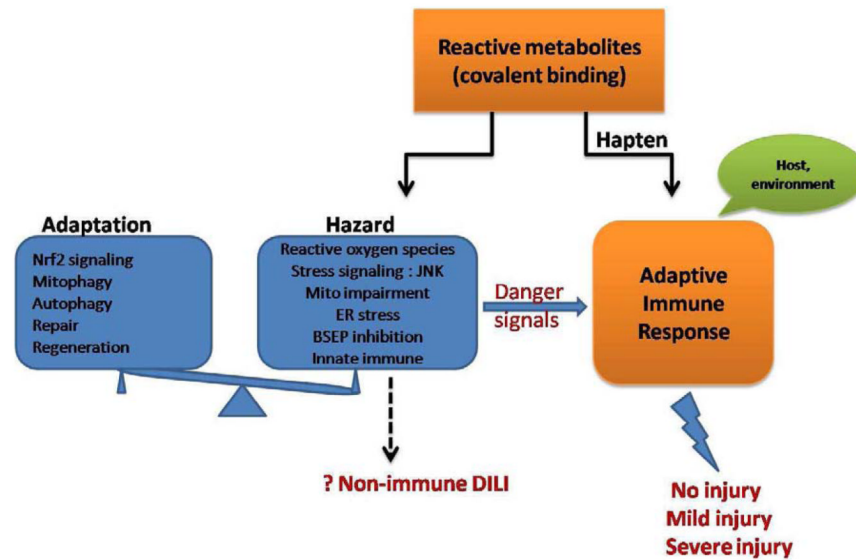 Reactive metabolites
(covalent binding)
Hapten
Host,
environment
Adaptation
Nrf2 signaling
Mitophagy
Autophagy
Repair
Regeneration
Hazard
Reactive oxygen species
Stress signaling : JNK
Mito impairment
ER stress
BSEP inhibition
Innate immune
Danger
signals
Adaptive
Immune
Response
? Non-immune DILI
No injury
Mild injury
Severe injury